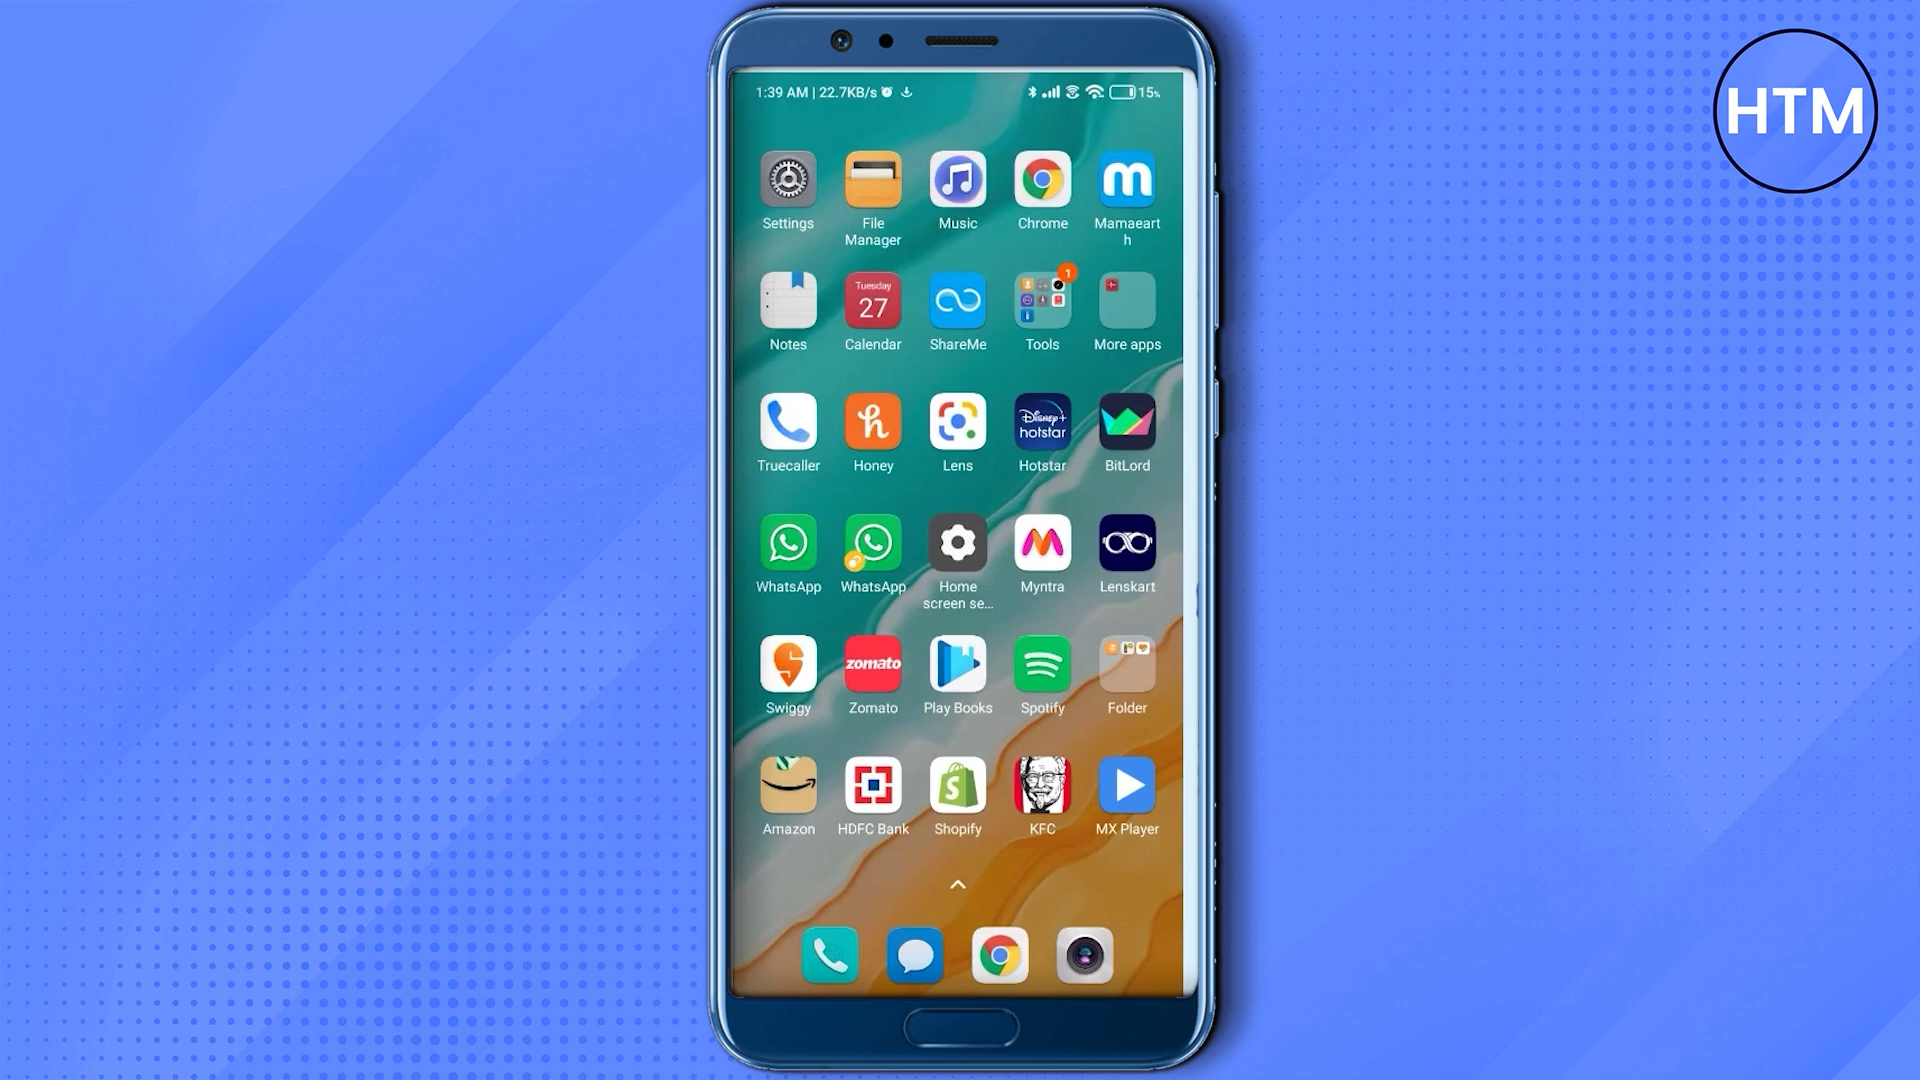 HTM
1:39 AM | 22.7KB/s
15%
Settings
File
Manager
Music
Chrome
Mamaeart
h
Tuesday
27
1
Notes
Calendar
ShareMe
Tools
More apps
Disney+
hotstar
Truecaller
Honey
Lens
Hotstar
BitLord
WhatsApp
WhatsApp
Home
screen se...
Myntra
Lenskart
zomato
Swiggy
Zomato
Play Books
Spotify
Folder
Amazon
HDFC Bank
Shopify
KFC
MX Player